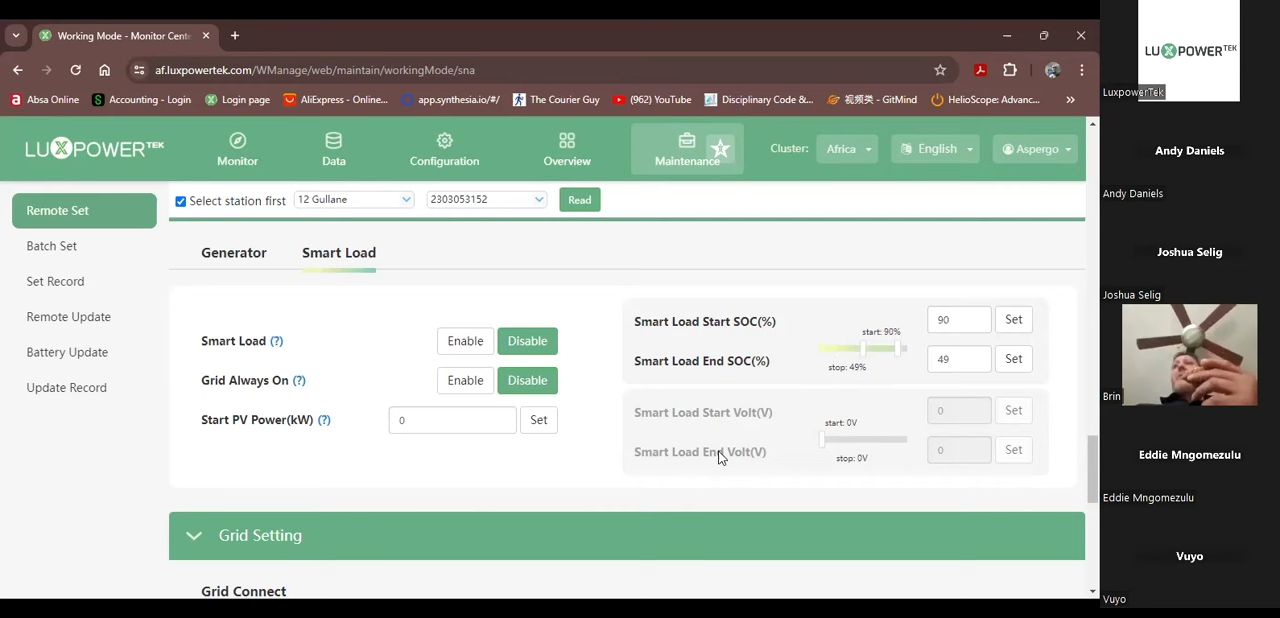 Working Mode - Monitor Cente
af.luxpowertek.com/WManage/web/maintain/workingMode/sna
Absa Online
Accounting - Login
Login page
AliExpress - Online...
app.synthesia.io/#/
The Courier Guy
(962) YouTube
Disciplinary Code &...
视频类 - GitMind
HelioScope: Advanc...
LUXPOWERTEK
Monitor
Data
Configuration
Overview
Maintenance
Cluster:
Africa
English
Aspergo
Remote Set
Batch Set
Set Record
Remote Update
Battery Update
Update Record
Select station first
12 Gullane
2303053152
Read
Generator
Smart Load
Smart Load (?)
Enable
Disable
Grid Always On (?)
Enable
Disable
Start PV Power(kW) (?)
0
Set
Smart Load Start SOC(%)
start: 90%
90
Set
Smart Load End SOC(%)
stop: 49%
49
Set
Smart Load Start Volt(V)
start: 0V
0
Set
Smart Load End Volt(V)
stop: 0V
0
Set
Grid Setting
Grid Connect
LUXPOWERTEK
LuxpowerTek
Andy Daniels
Andy Daniels
Joshua Selig
Joshua Selig
Brin
Eddie Mngomezulu
Eddie Mngomezulu
Vuyo
Vuyo